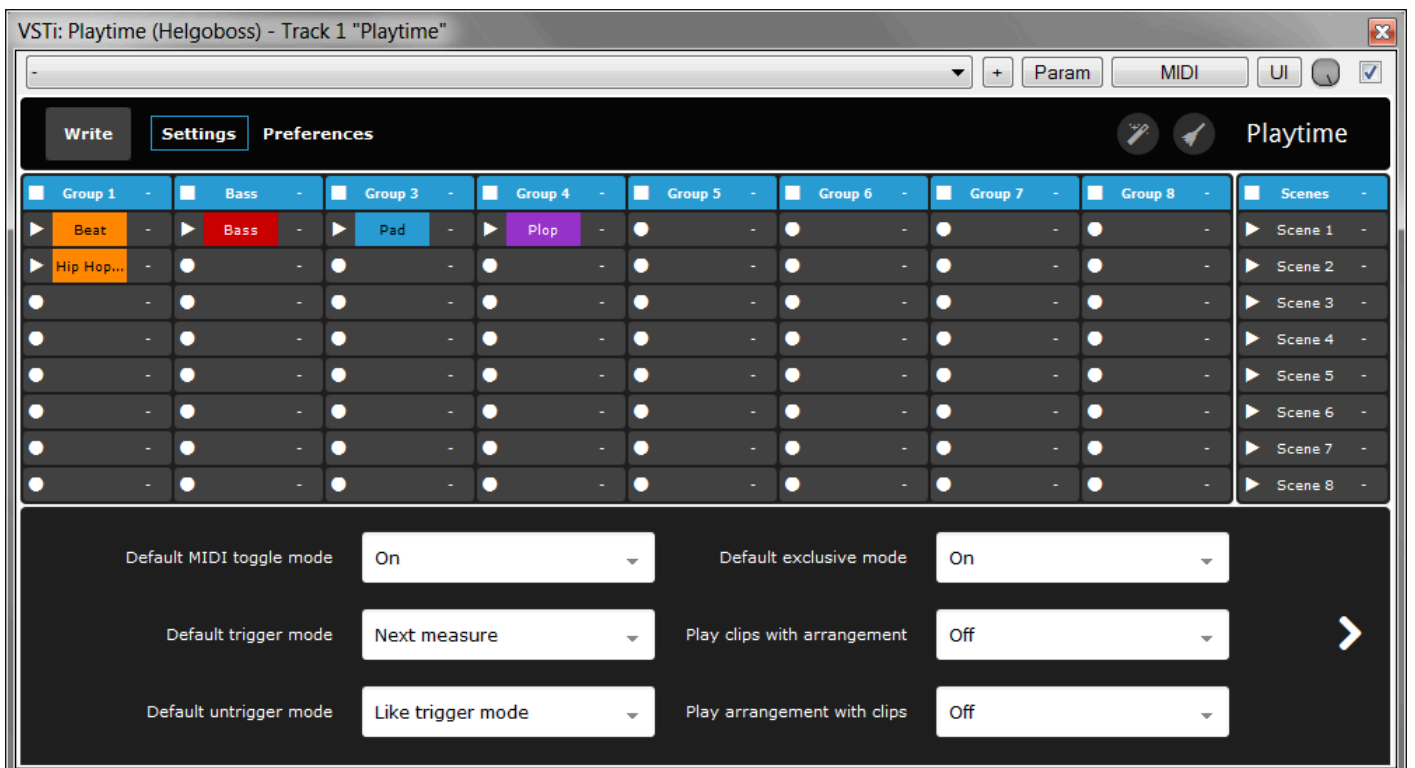 VSTi: Playtime (Helgoboss) - Track 1 "Playtime"
- + Param MIDI UI
Write Settings Preferences Playtime
Group 1 - Bass - Group 3 - Group 4 - Group 5 - Group 6 - Group 7 - Group 8 - Scenes -
Beat - Bass - Pad - Plop - - - - - Scene 1 -
Hip Hop... - - - - - - - - Scene 2 -
- - - - - - - - Scene 3 -
- - - - - - - - Scene 4 -
- - - - - - - - Scene 5 -
- - - - - - - - Scene 6 -
- - - - - - - - Scene 7 -
- - - - - - - - Scene 8 -
Default MIDI toggle mode On Default exclusive mode On
Default trigger mode Next measure Play clips with arrangement Off
Default untrigger mode Like trigger mode Play arrangement with clips Off